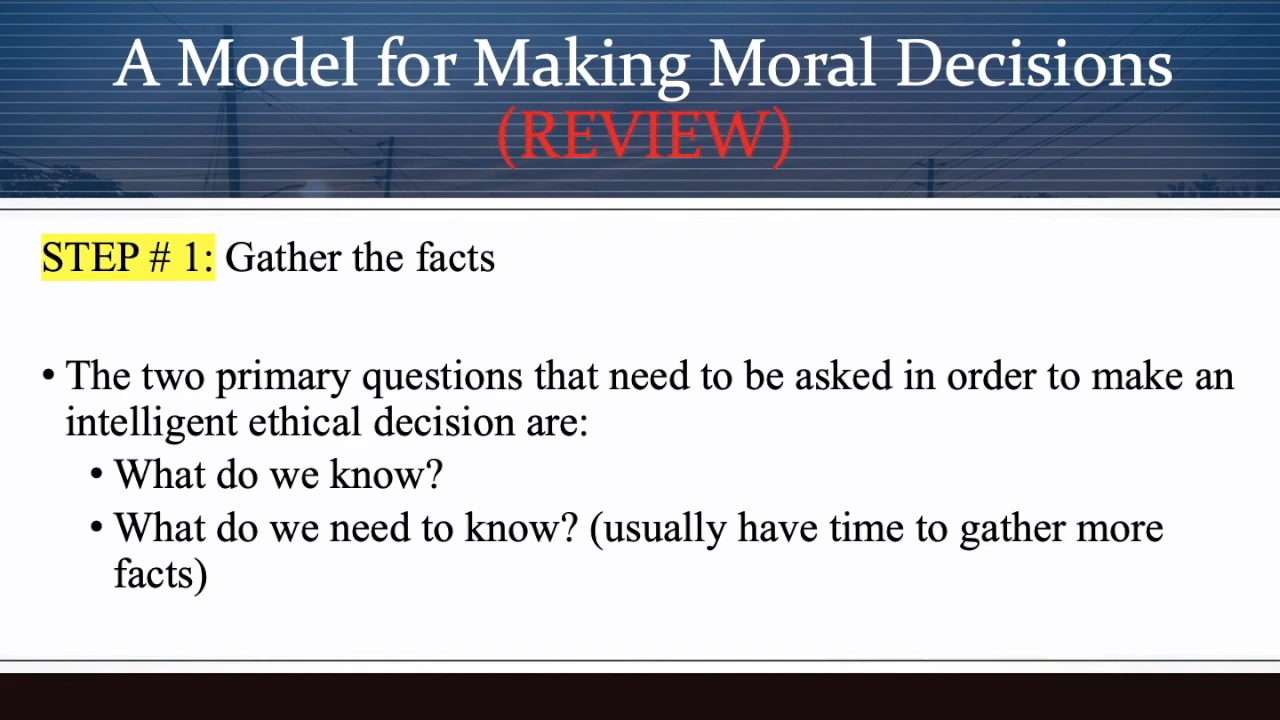 A Model for Making Moral Decisions
(REVIEW)
STEP # 1: Gather the facts
• The two primary questions that need to be asked in order to make an
intelligent ethical decision are:
• What do we know?
• What do we need to know? (usually have time to gather more
facts)